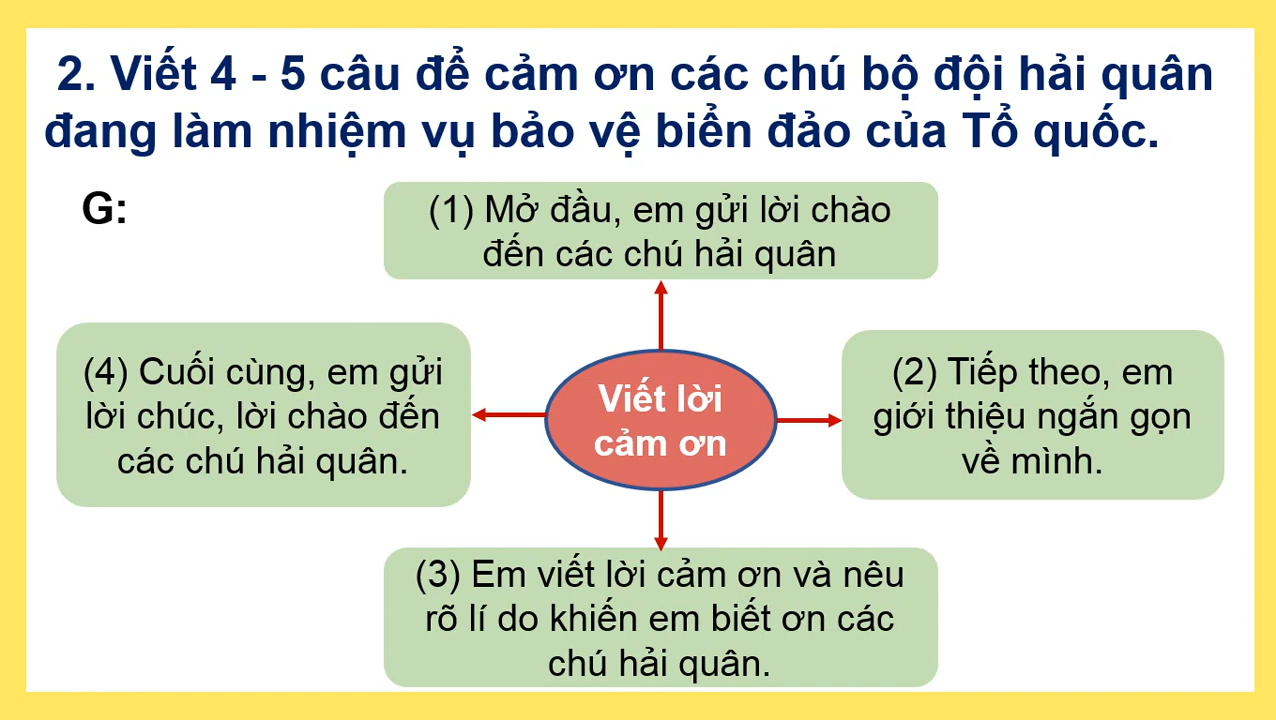 2. Viết 4 - 5 câu để cảm ơn các chú bộ đội hải quân
đang làm nhiệm vụ bảo vệ biển đảo của Tổ quốc.
G:
(1) Mở đầu, em gửi lời chào
đến các chú hải quân
(4) Cuối cùng, em gửi
lời chúc, lời chào đến
các chú hải quân.
Viết lời
cảm ơn
(2) Tiếp theo, em
giới thiệu ngắn gọn
về mình.
(3) Em viết lời cảm ơn và nêu
rõ lí do khiến em biết ơn các
chú hải quân.